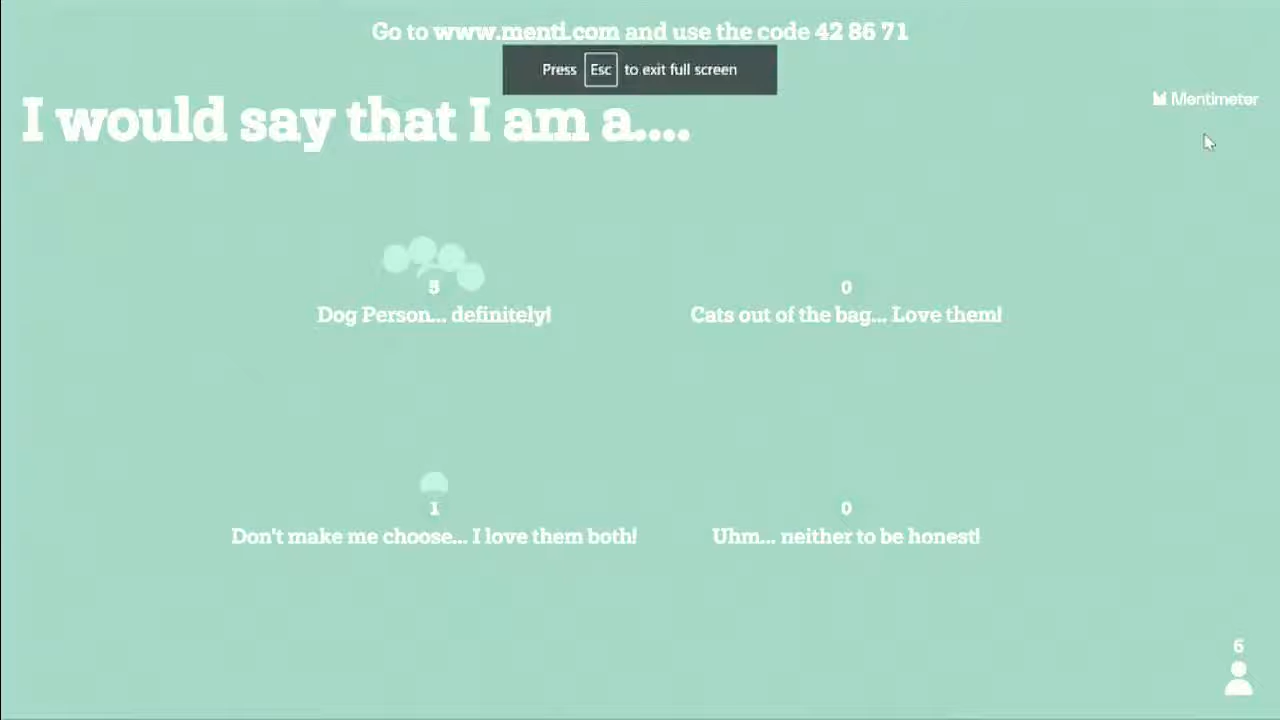 Go to www.menti.com and use the code 42 86 71
Press Esc to exit full screen
I would say that I am a....
Mentimeter
5
Dog Person... definitely!
0
Cats out of the bag... Love them!
1
Don't make me choose... I love them both!
0
Uhm... neither to be honest!
6